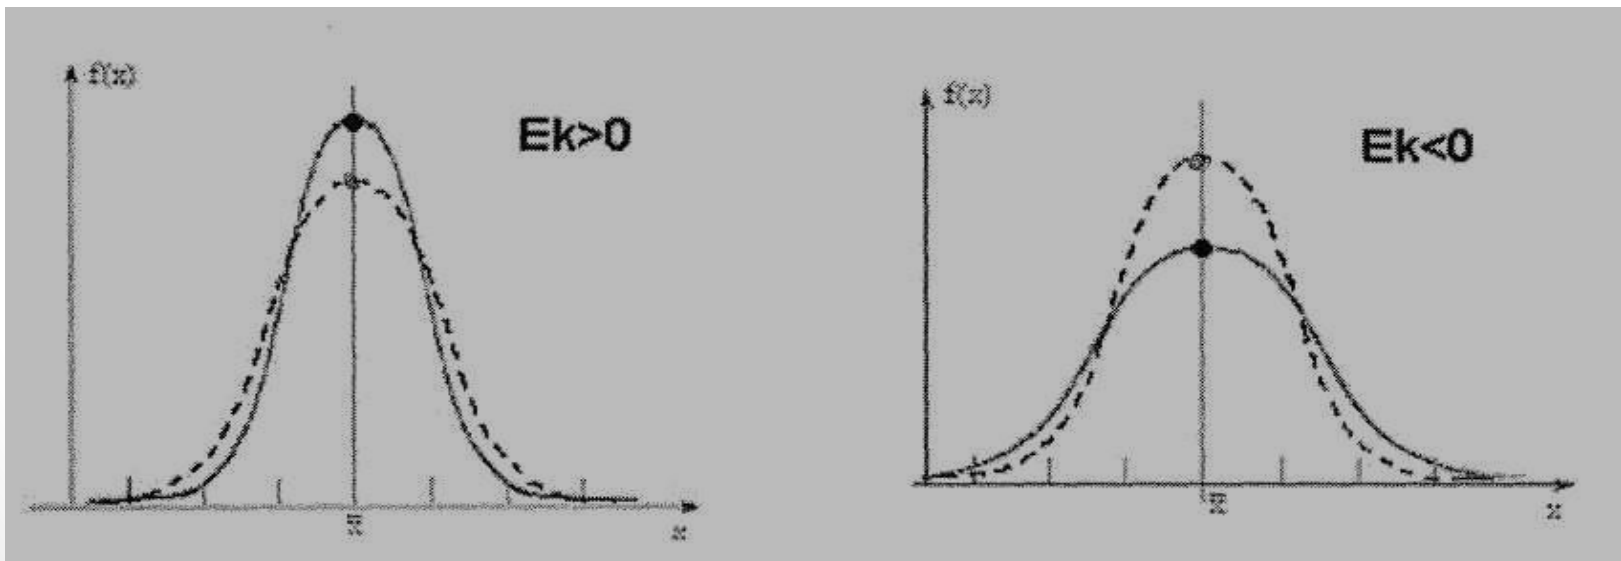 f(x)
Ek>0
x̄
x
f(x)
Ek<0
x̄
x